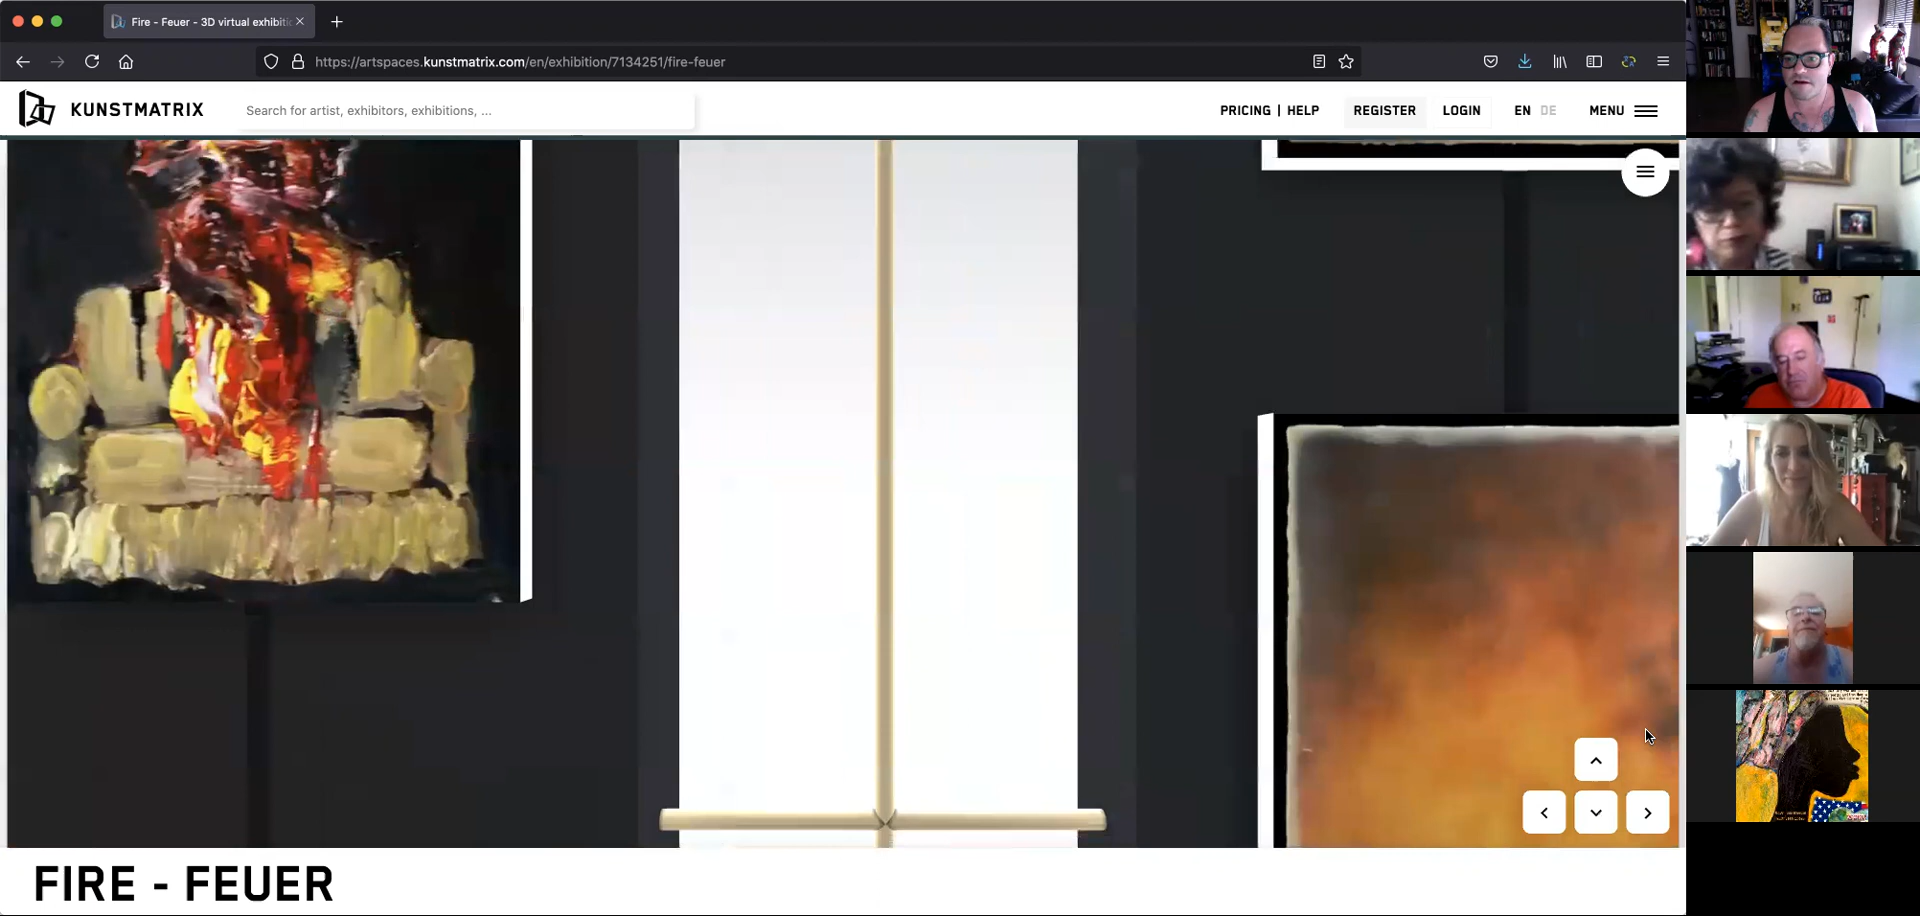 Fire - Feuer - 3D virtual exhibiti
https://artspaces.kunstmatrix.com/en/exhibition/7134251/fire-feuer
KUNSTMATRIX
Search for artist, exhibitors, exhibitions, ...
PRICING | HELP
REGISTER
LOGIN
EN DE
MENU
FIRE - FEUER